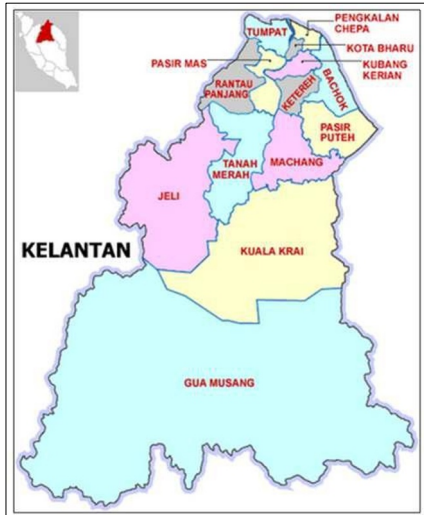 PENGKALAN
CHEPA
TUMPAT
KOTA BHARU
PASIR MAS
KUBANG
KERIAN
RANTAU
PANJANG
KETEREH
BACHOK
PASIR
PUTEH
TANAH
MERAH
MACHANG
JELI
KELANTAN
KUALA KRAI
GUA MUSANG